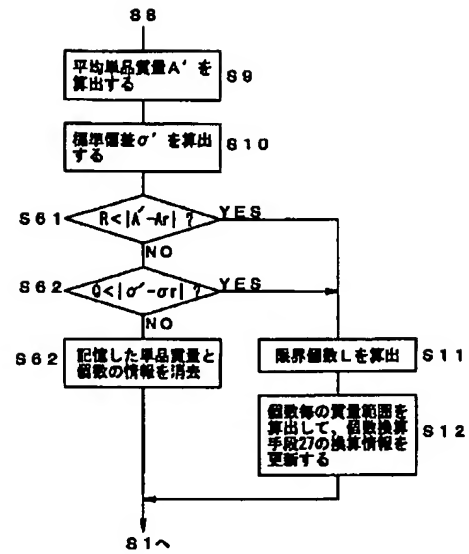 S8
平均単品質量A′を
算出する
S9
標準偏差σ′を算出
する
S10
S61
R<|A′-Ar| ?
YES
NO
S62
Q<|σ′-σr| ?
YES
NO
S62
記憶した単品質量と
個数の情報を消去
限界個数Lを算出
S11
個数毎の質量範囲を
算出して、個数換算
手段27の換算情報を
更新する
S12
S1へ